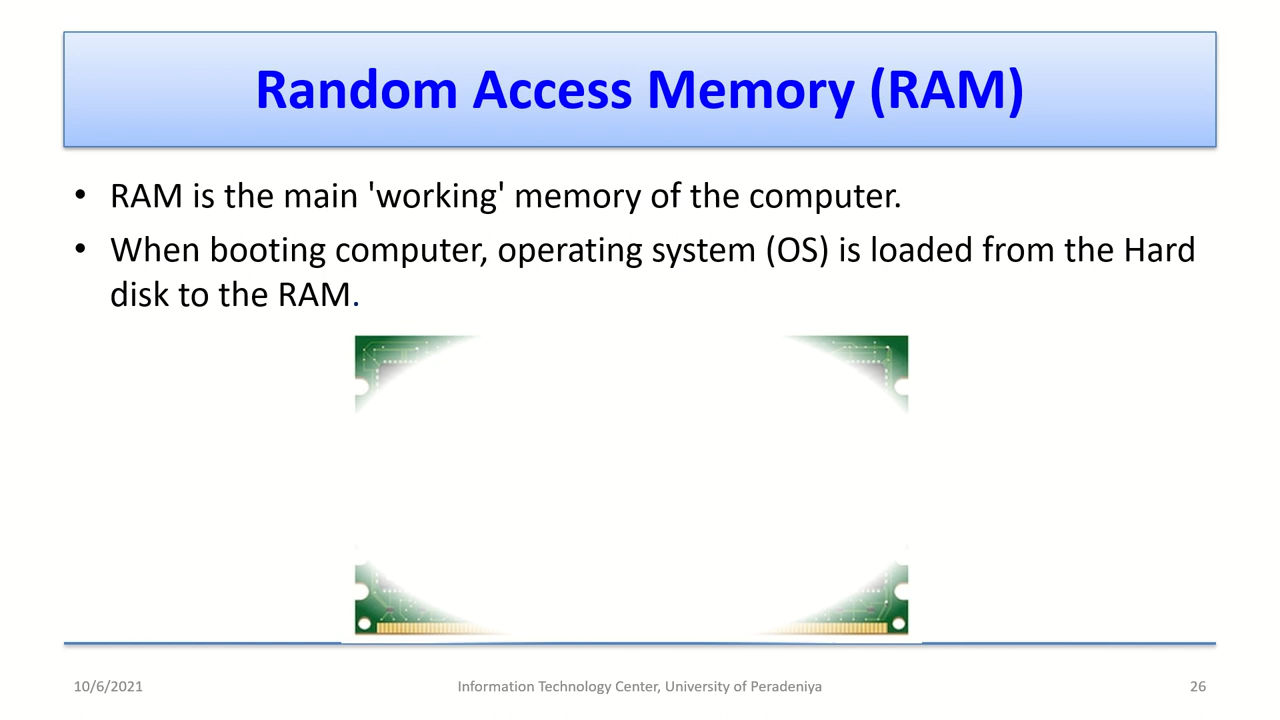 Random Access Memory (RAM)
• RAM is the main 'working' memory of the computer.
• When booting computer, operating system (OS) is loaded from the Hard
disk to the RAM.
10/6/2021
Information Technology Center, University of Peradeniya
26